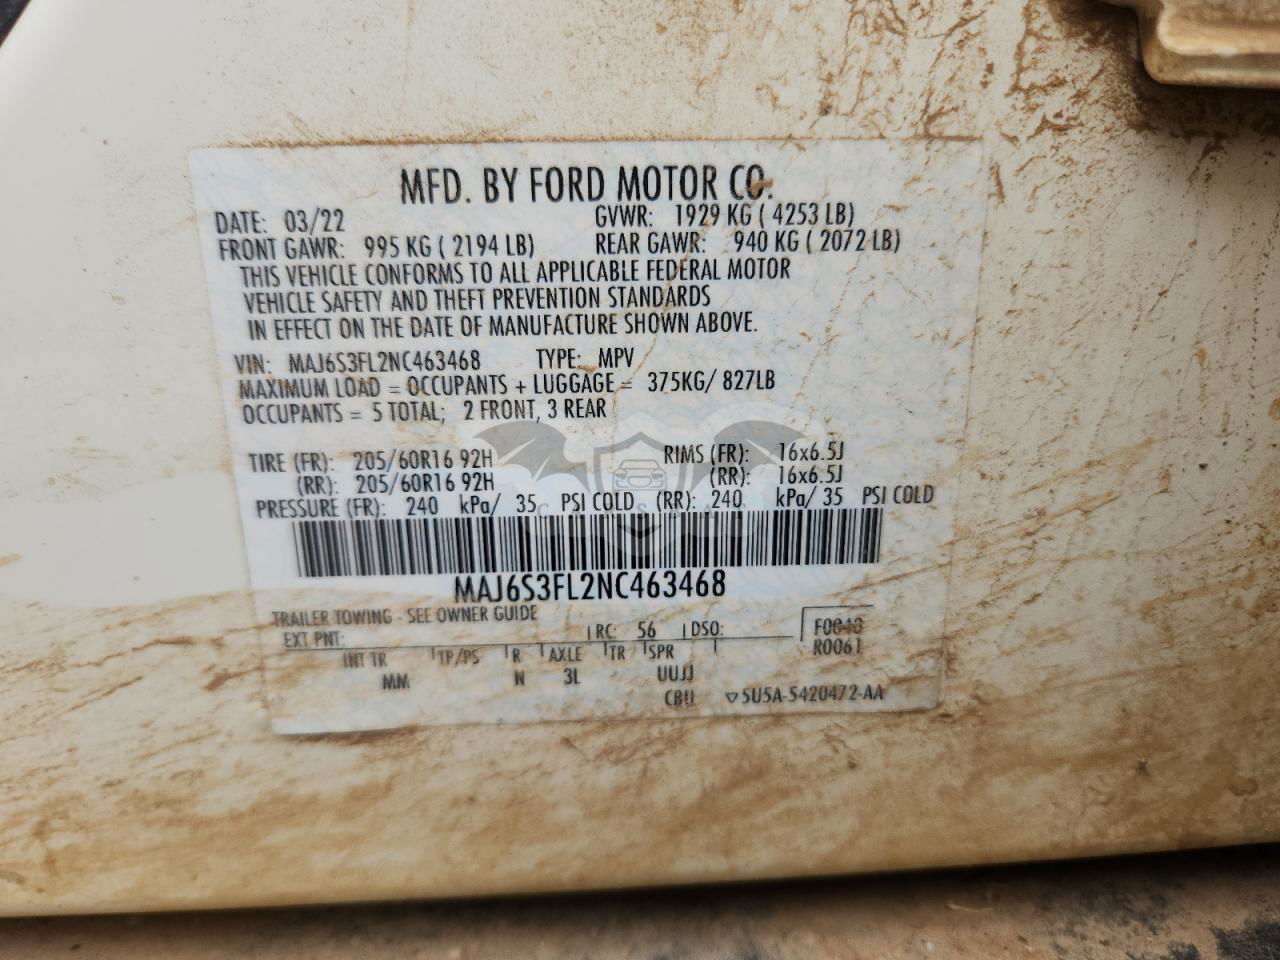 MFD. BY FORD MOTOR CO.
DATE: 03/22 GVWR: 1929 KG ( 4253 LB)
FRONT GAWR: 995 KG ( 2194 LB) REAR GAWR: 940 KG ( 2072 LB)
THIS VEHICLE CONFORMS TO ALL APPLICABLE FEDERAL MOTOR
VEHICLE SAFETY AND THEFT PREVENTION STANDARDS
IN EFFECT ON THE DATE OF MANUFACTURE SHOWN ABOVE.
VIN: MAJ6S3FL2NC463468 TYPE: MPV
MAXIMUM LOAD = OCCUPANTS + LUGGAGE = 375KG/ 827LB
OCCUPANTS = 5 TOTAL; 2 FRONT, 3 REAR
TIRE (FR): 205/60R16 92H RIMS (FR): 16x6.5J
(RR): 205/60R16 92H (RR): 16x6.5J
PRESSURE (FR): 240 kPa/ 35 PSI COLD (RR): 240 kPa/ 35 PSI COLD
MAJ6S3FL2NC463468
TRAILER TOWING - SEE OWNER GUIDE
EXT PNT: RC: 56 DSO: F0040
R0061
INT TR TP/PS R AXLE TR SPR
MM N 3L UUJJ
CBU ▽5U5A-5420472-AA